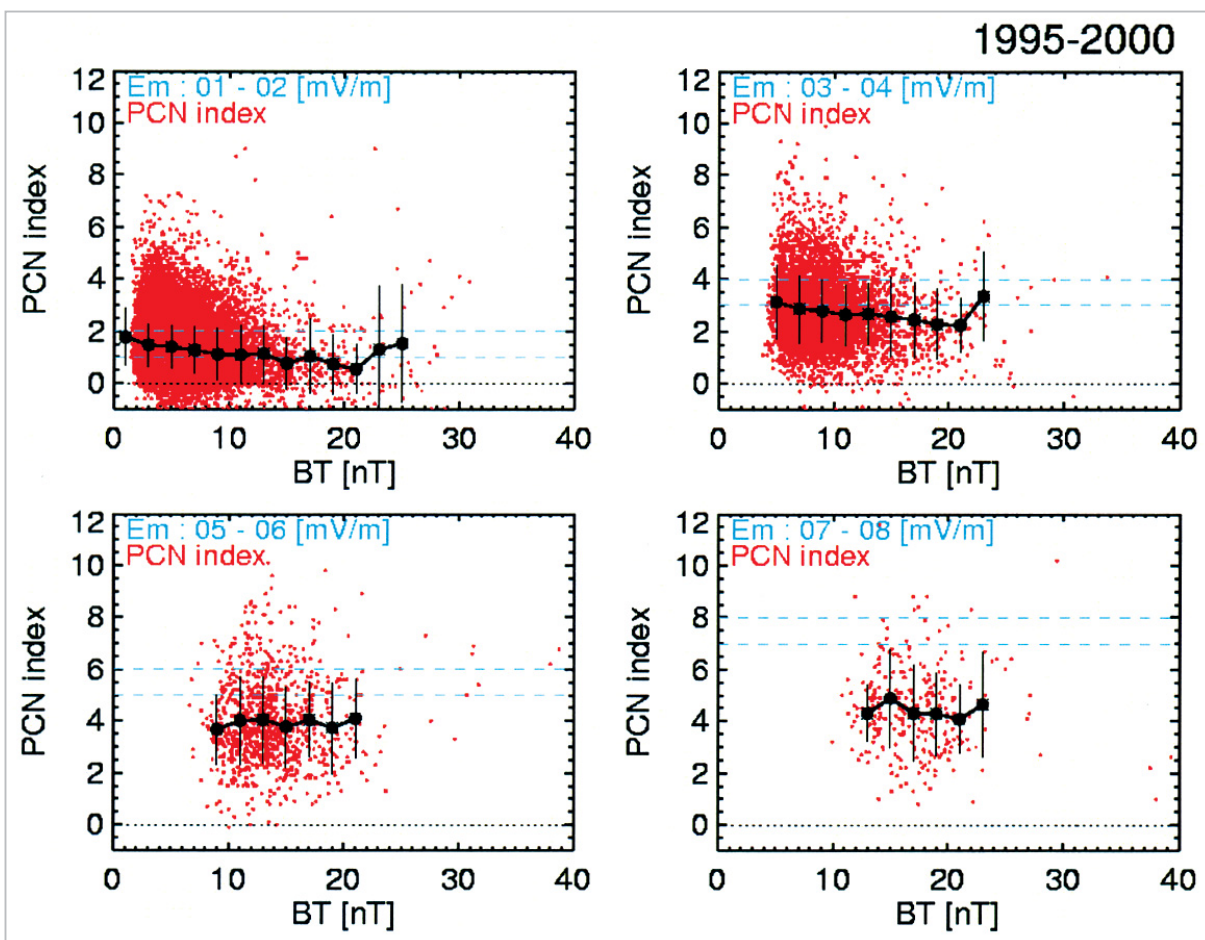 1995-2000
Em : 01 - 02 [mV/m]
PCN index
12
10
8
6
4
2
0
PCN index
0 10 20 30 40
BT [nT]
Em : 03 - 04 [mV/m]
PCN index
12
10
8
6
4
2
0
PCN index
0 10 20 30 40
BT [nT]
Em : 05 - 06 [mV/m]
PCN index
12
10
8
6
4
2
0
PCN index
0 10 20 30 40
BT [nT]
Em : 07 - 08 [mV/m]
PCN index
12
10
8
6
4
2
0
PCN index
0 10 20 30 40
BT [nT]